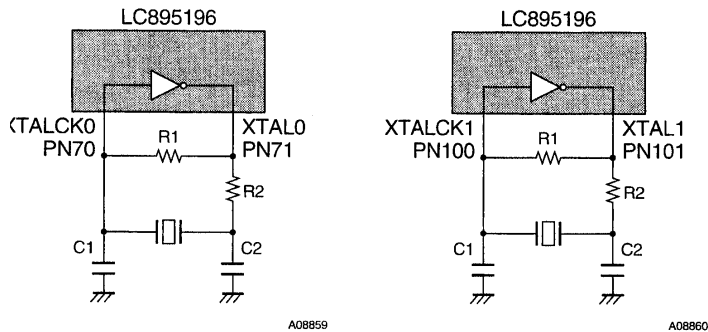 LC895196
XTALCK0
PN70
XTAL0
PN71
R1
R2
C1
C2
A08859
LC895196
XTALCK1
PN100
XTAL1
PN101
R1
R2
C1
C2
A08860